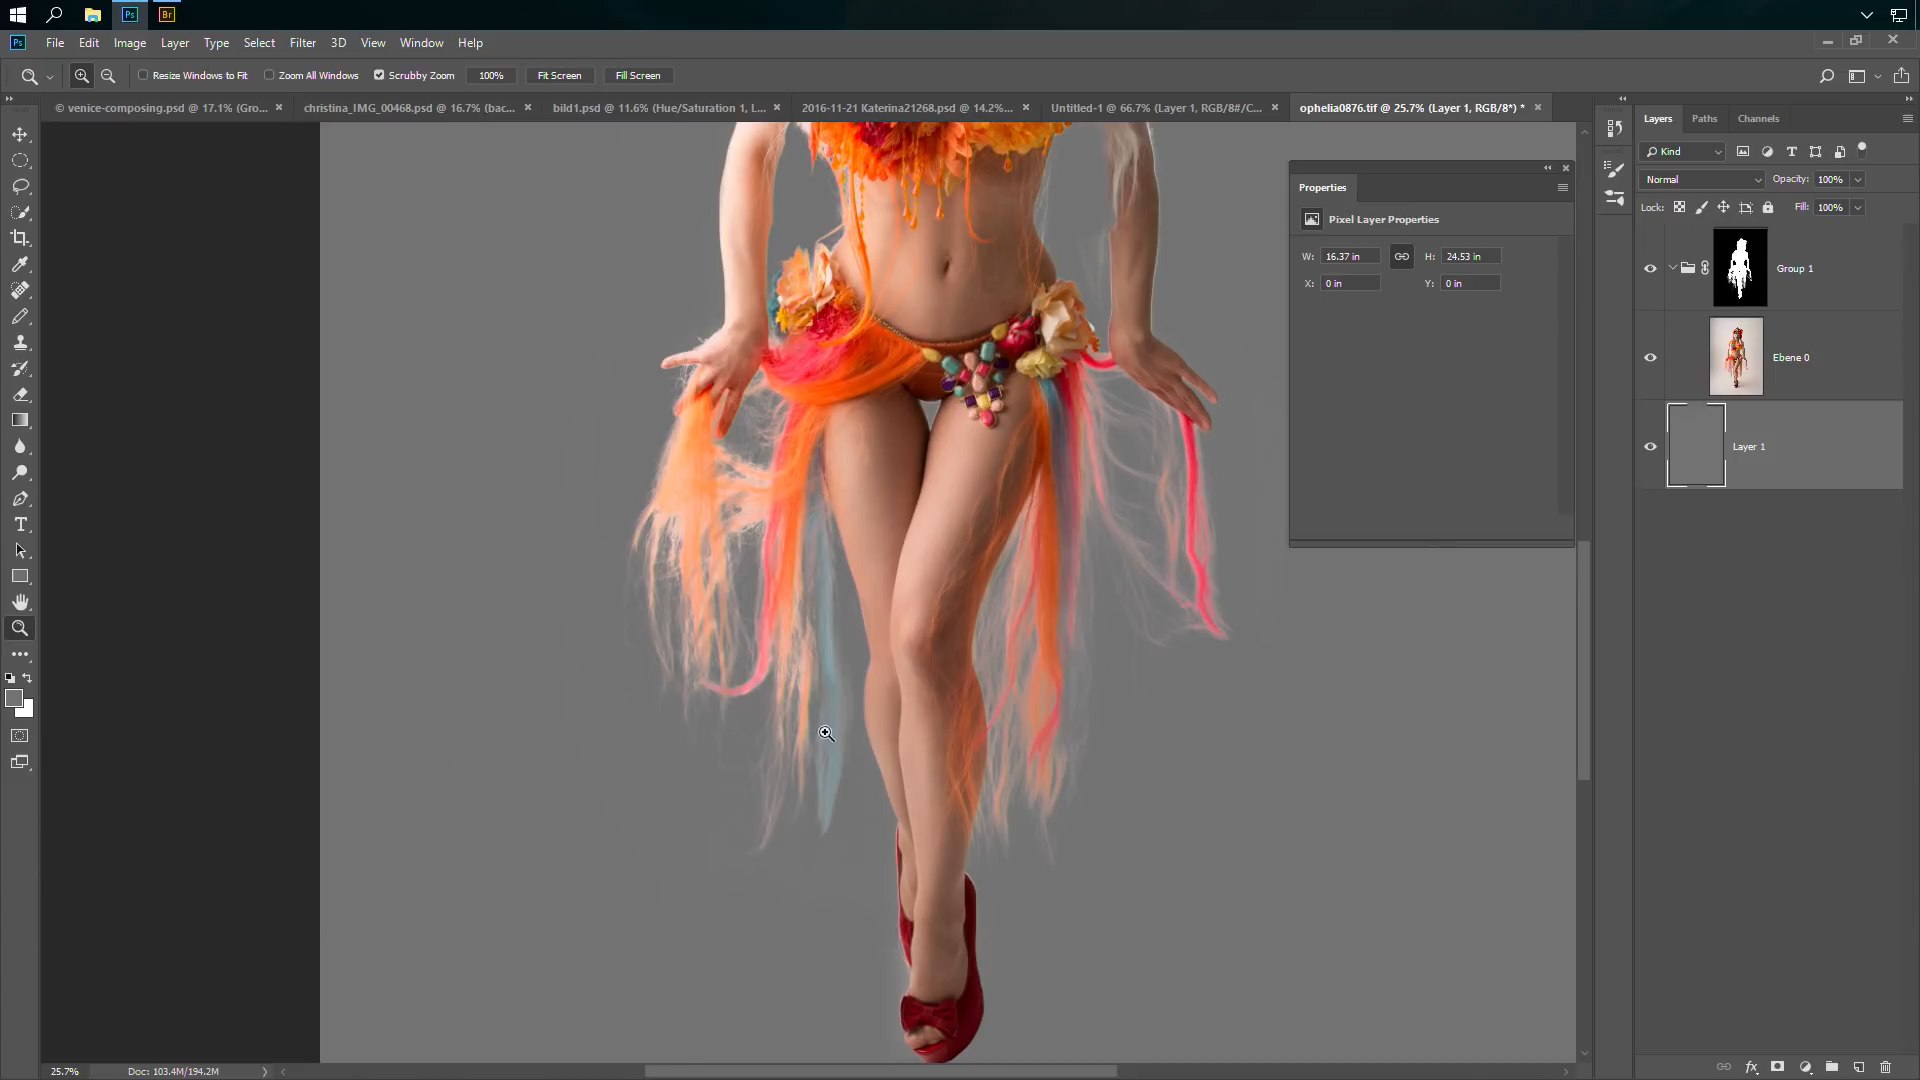 Ps Br
Ps File Edit Image Layer Type Select Filter 3D View Window Help
Resize Windows to Fit Zoom All Windows Scrubby Zoom 100% Fit Screen Fill Screen
© venice-composing.psd @ 17.1% (Gro... × christina_IMG_00468.psd @ 16.7% (bac... × bild1.psd @ 11.6% (Hue/Saturation 1, L... × 2016-11-21 Katerina21268.psd @ 14.2%... × Untitled-1 @ 66.7% (Layer 1, RGB/8#/C... × ophelia0876.tif @ 25.7% (Layer 1, RGB/8*) * ×
Layers Paths Channels
Kind
Normal Opacity: 100%
Lock: Fill: 100%
Properties
Pixel Layer Properties
W: 16.37 in H: 24.53 in
X: 0 in Y: 0 in
Group 1
Ebene 0
Layer 1
25.7% Doc: 103.4M/194.2M